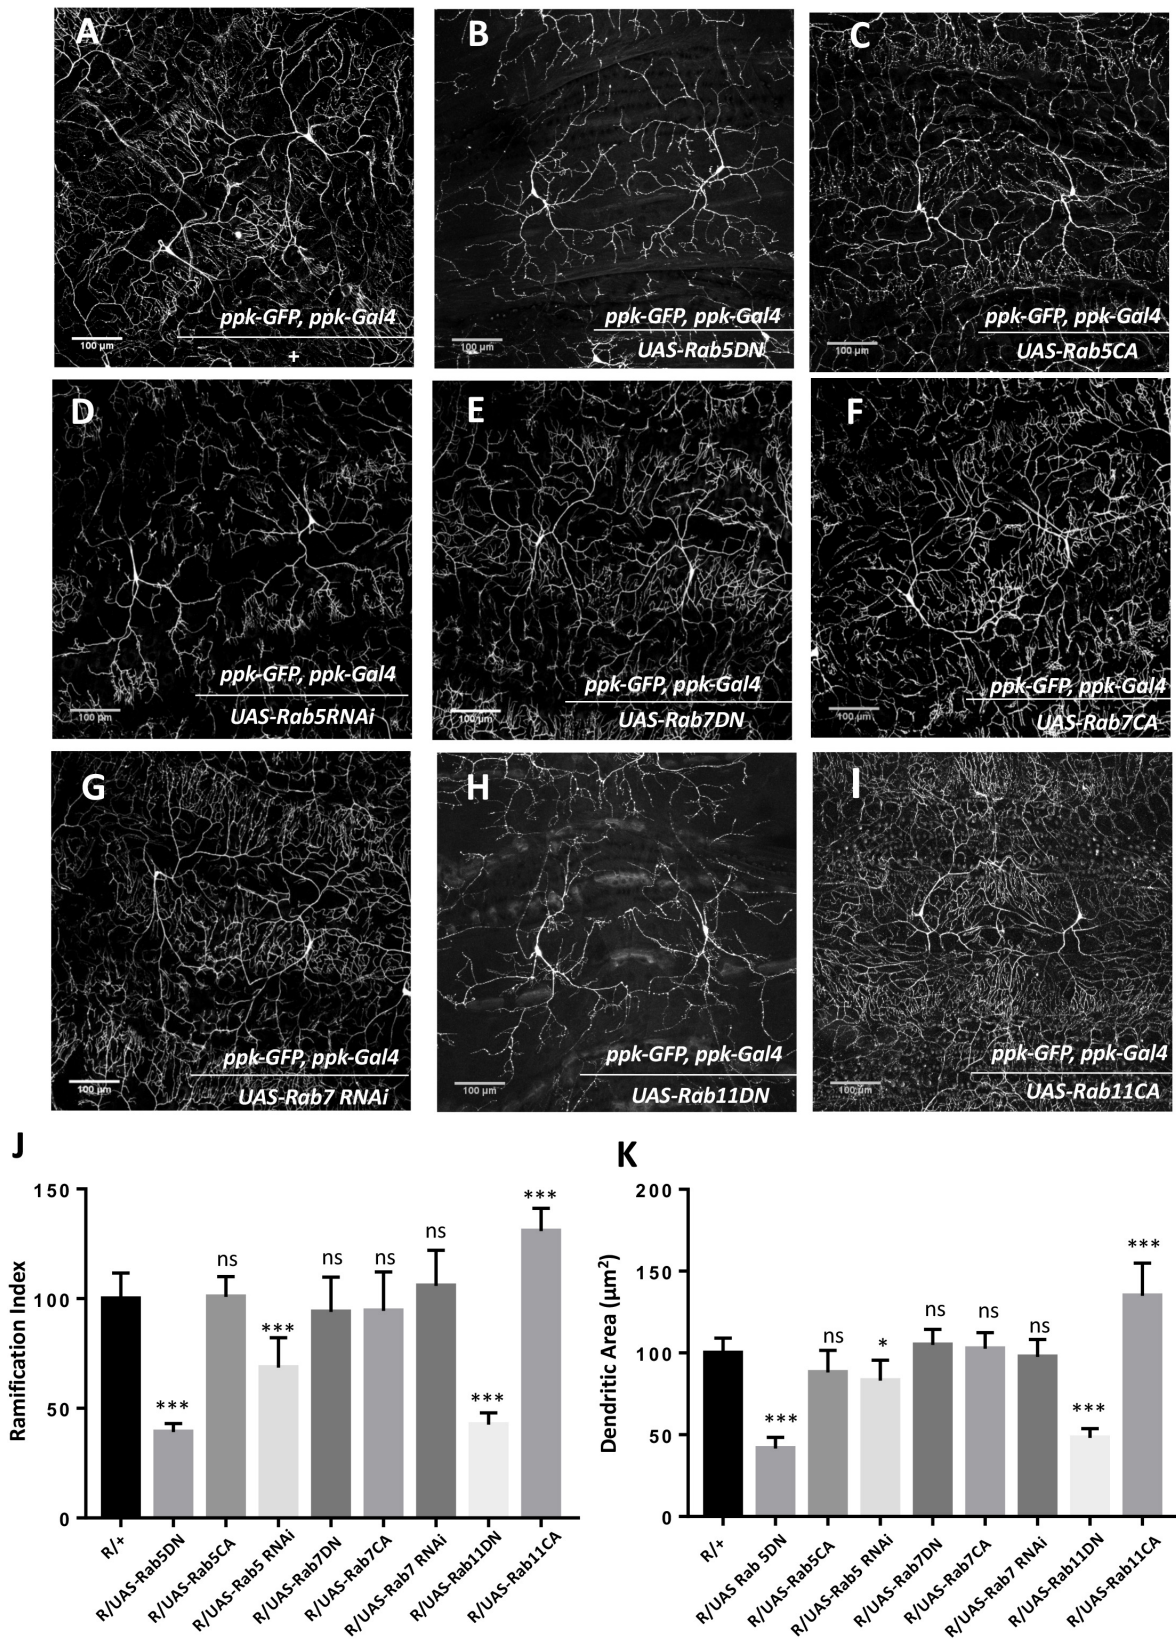 A
ppk-GFP, ppk-Gal4
+
100 µm
B
ppk-GFP, ppk-Gal4
UAS-Rab5DN
100 µm
C
ppk-GFP, ppk-Gal4
UAS-Rab5CA
100 µm
D
ppk-GFP, ppk-Gal4
UAS-Rab5RNAi
100 µm
E
ppk-GFP, ppk-Gal4
UAS-Rab7DN
100 µm
F
ppk-GFP, ppk-Gal4
UAS-Rab7CA
100 µm
G
ppk-GFP, ppk-Gal4
UAS-Rab7 RNAi
100 µm
H
ppk-GFP, ppk-Gal4
UAS-Rab11DN
100 µm
I
ppk-GFP, ppk-Gal4
UAS-Rab11CA
100 µm
J
Ramification Index
150
100
50
0
***
ns
***
ns
ns
ns
***
***
R/+
R/UAS-Rab5DN
R/UAS-Rab5CA
R/UAS-Rab5 RNAi
R/UAS-Rab7DN
R/UAS-Rab7CA
R/UAS-Rab7 RNAi
R/UAS-Rab11DN
R/UAS-Rab11CA
K
Dendritic Area (µm²)
200
150
100
50
0
***
ns
*
ns
ns
ns
***
***
R/+
R/UAS Rab 5DN
R/UAS-Rab5CA
R/UAS-Rab5 RNAi
R/UAS-Rab7DN
R/UAS-Rab7CA
R/UAS-Rab7 RNAi
R/UAS-Rab11DN
R/UAS-Rab11CA